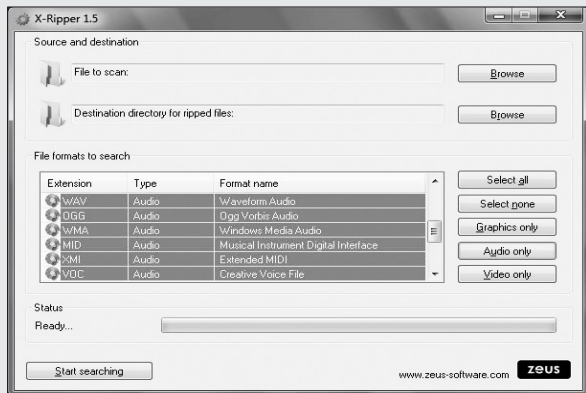 X-Ripper 1.5
Source and destination
File to scan:
Browse
Destination directory for ripped files:
Browse
File formats to search
Extension Type Format name
WAV Audio Waveform Audio
OGG Audio Ogg Vorbis Audio
WMA Audio Windows Media Audio
MID Audio Musical Instrument Digital Interface
XMI Audio Extended MIDI
VOC Audio Creative Voice File
Select all
Select none
Graphics only
Audio only
Video only
Status
Ready...
Start searching
www.zeus-software.com zeus